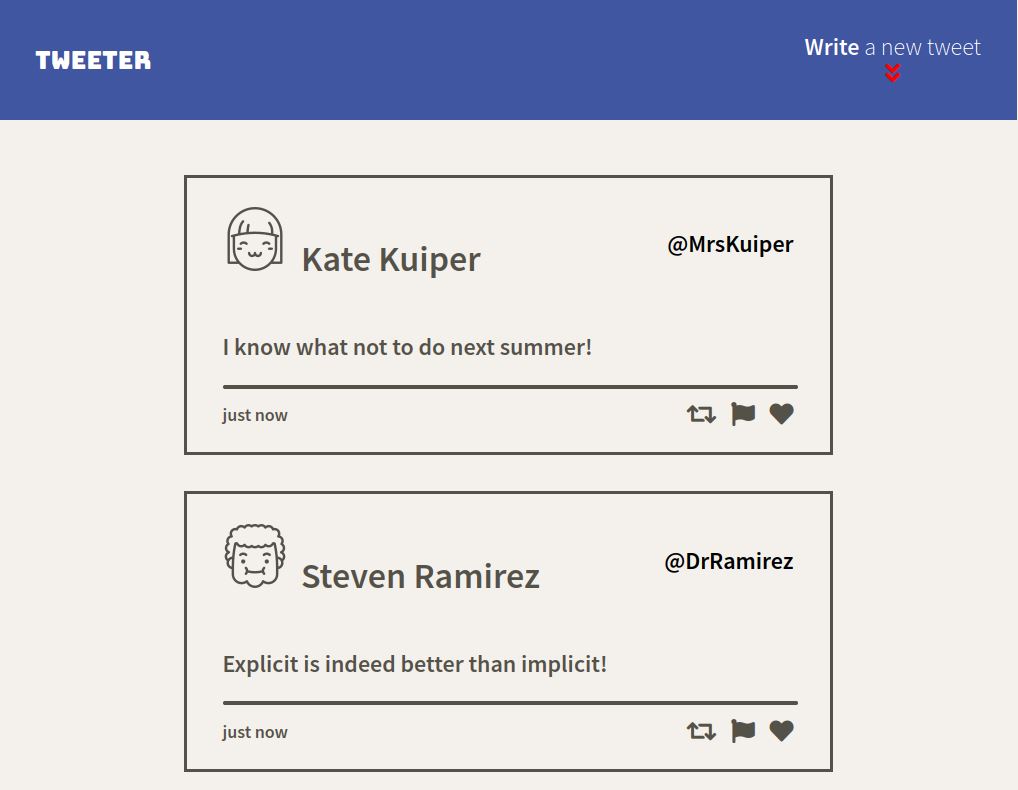 TWEETER
Write a new tweet
Kate Kuiper
@MrsKuiper
I know what not to do next summer!
just now
Steven Ramirez
@DrRamirez
Explicit is indeed better than implicit!
just now